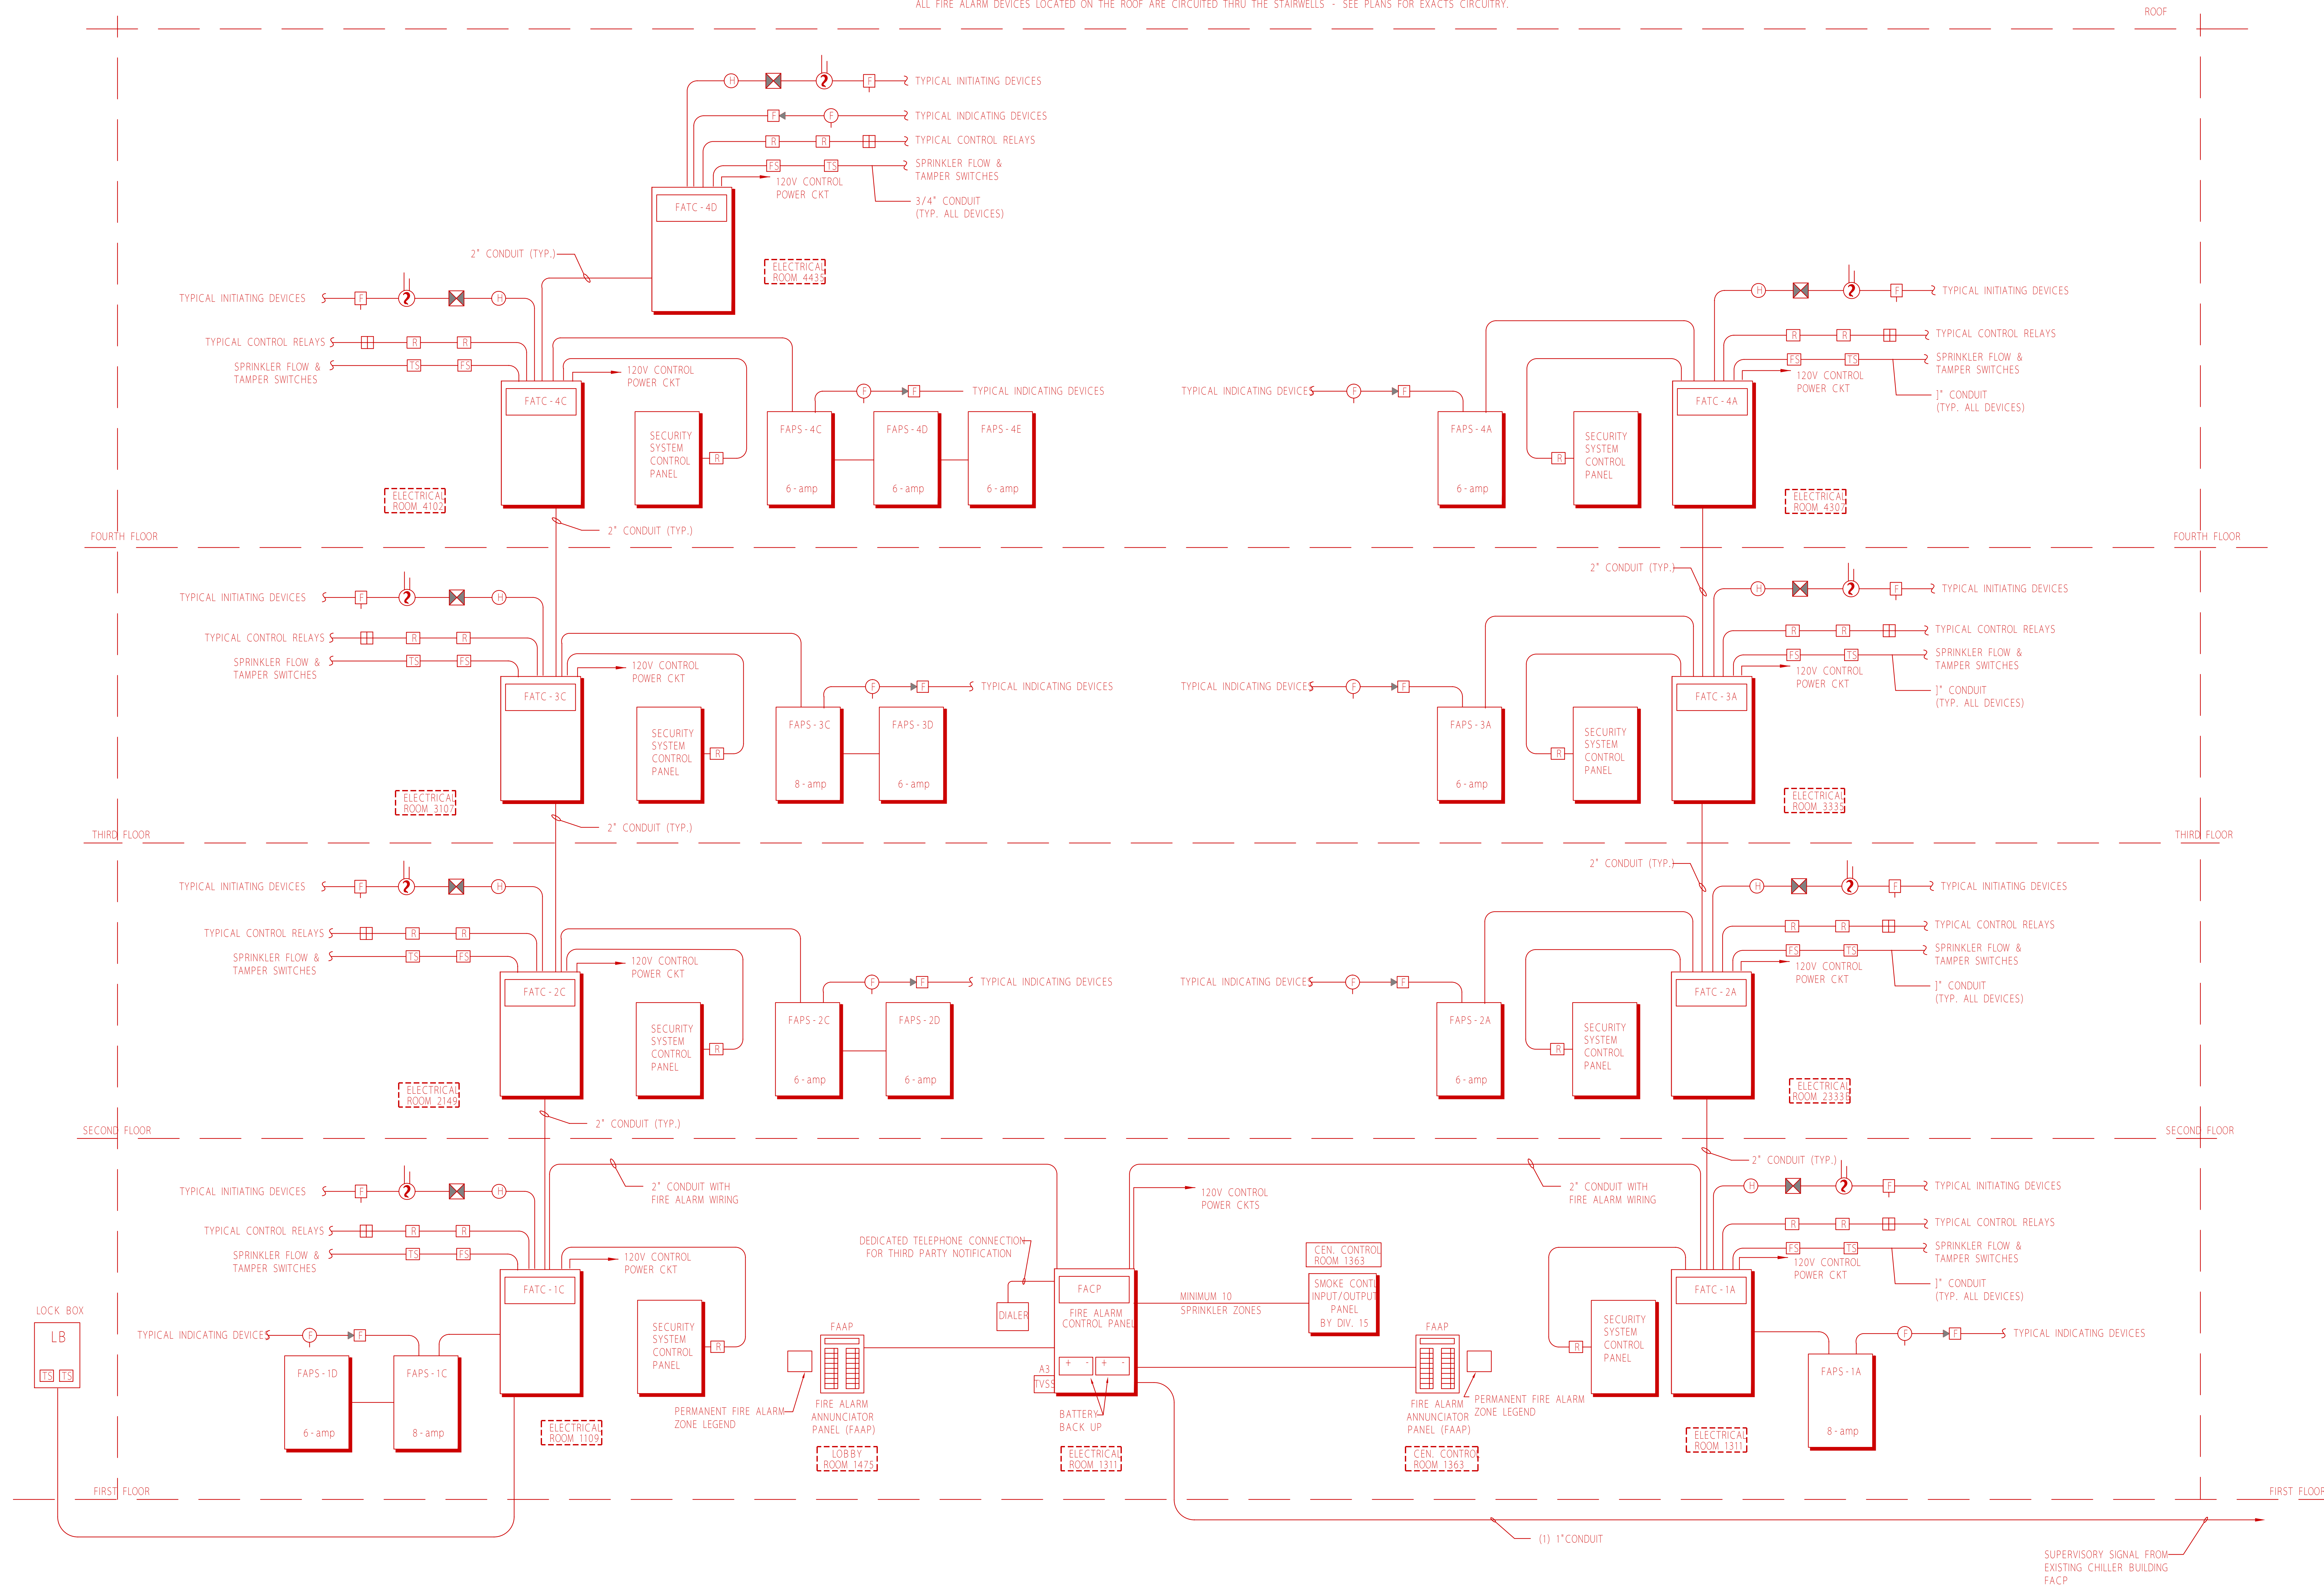 ALL FIRE ALARM DEVICES LOCATED ON THE ROOF ARE CIRCUITED THRU THE STAIRWELLS - SEE PLANS FOR EXACTS CIRCUITRY.
ROOF
H
F
TYPICAL INITIATING DEVICES
F
F
TYPICAL INDICATING DEVICES
R
R
TYPICAL CONTROL RELAYS
FS
TS
SPRINKLER FLOW &
TAMPER SWITCHES
120V CONTROL
POWER CKT
3/4" CONDUIT
(TYP. ALL DEVICES)
FATC-4D
2" CONDUIT (TYP.)
ELECTRICAL
ROOM 4435
TYPICAL INITIATING DEVICES
F
H
TYPICAL CONTROL RELAYS
R
R
SPRINKLER FLOW &
TAMPER SWITCHES
TS
FS
120V CONTROL
POWER CKT
FATC-4C
SECURITY
SYSTEM
CONTROL
PANEL
R
F
F
TYPICAL INDICATING DEVICES
FAPS-4C
6-amp
FAPS-4D
6-amp
FAPS-4E
6-amp
ELECTRICAL
ROOM 4102
2" CONDUIT (TYP.)
TYPICAL INDICATING DEVICES
F
F
FAPS-4A
6-amp
R
SECURITY
SYSTEM
CONTROL
PANEL
FATC-4A
H
F
TYPICAL INITIATING DEVICES
R
R
TYPICAL CONTROL RELAYS
FS
TS
SPRINKLER FLOW &
TAMPER SWITCHES
120V CONTROL
POWER CKT
]" CONDUIT
(TYP. ALL DEVICES)
ELECTRICAL
ROOM 4307
FOURTH FLOOR
FOURTH FLOOR
TYPICAL INITIATING DEVICES
F
H
TYPICAL CONTROL RELAYS
R
R
SPRINKLER FLOW &
TAMPER SWITCHES
TS
FS
120V CONTROL
POWER CKT
FATC-3C
SECURITY
SYSTEM
CONTROL
PANEL
R
F
F
TYPICAL INDICATING DEVICES
FAPS-3C
8-amp
FAPS-3D
6-amp
ELECTRICAL
ROOM 3107
2" CONDUIT (TYP.)
2" CONDUIT (TYP.)
TYPICAL INDICATING DEVICES
F
F
FAPS-3A
6-amp
R
SECURITY
SYSTEM
CONTROL
PANEL
FATC-3A
H
F
TYPICAL INITIATING DEVICES
R
R
TYPICAL CONTROL RELAYS
FS
TS
SPRINKLER FLOW &
TAMPER SWITCHES
120V CONTROL
POWER CKT
]" CONDUIT
(TYP. ALL DEVICES)
ELECTRICAL
ROOM 3335
THIRD FLOOR
THIRD FLOOR
TYPICAL INITIATING DEVICES
F
H
TYPICAL CONTROL RELAYS
R
R
SPRINKLER FLOW &
TAMPER SWITCHES
TS
FS
120V CONTROL
POWER CKT
FATC-2C
SECURITY
SYSTEM
CONTROL
PANEL
R
F
F
TYPICAL INDICATING DEVICES
FAPS-2C
6-amp
FAPS-2D
6-amp
ELECTRICAL
ROOM 2149
2" CONDUIT (TYP.)
2" CONDUIT (TYP.)
TYPICAL INDICATING DEVICES
F
F
FAPS-2A
6-amp
R
SECURITY
SYSTEM
CONTROL
PANEL
FATC-2A
H
F
TYPICAL INITIATING DEVICES
R
R
TYPICAL CONTROL RELAYS
FS
TS
SPRINKLER FLOW &
TAMPER SWITCHES
120V CONTROL
POWER CKT
]" CONDUIT
(TYP. ALL DEVICES)
ELECTRICAL
ROOM 2333B
SECOND FLOOR
SECOND FLOOR
TYPICAL INITIATING DEVICES
F
H
TYPICAL CONTROL RELAYS
R
R
SPRINKLER FLOW &
TAMPER SWITCHES
TS
FS
120V CONTROL
POWER CKT
2" CONDUIT WITH
FIRE ALARM WIRING
FATC-1C
LOCK BOX
LB
TS
TS
TYPICAL INDICATING DEVICES
F
F
FAPS-1D
6-amp
FAPS-1C
8-amp
SECURITY
SYSTEM
CONTROL
PANEL
R
ELECTRICAL
ROOM 1109
PERMANENT FIRE ALARM
ZONE LEGEND
FAAP
FIRE ALARM
ANNUNCIATOR
PANEL (FAAP)
LOBBY
ROOM 1475
DEDICATED TELEPHONE CONNECTION
FOR THIRD PARTY NOTIFICATION
DIALER
120V CONTROL
POWER CKTS
FACP
FIRE ALARM
CONTROL PANEL
+ -
+ -
A3
TVSS
BATTERY
BACK UP
ELECTRICAL
ROOM 1311
MINIMUM 10
SPRINKLER ZONES
CEN. CONTROL
ROOM 1363
SMOKE CONTL
INPUT/OUTPUT
PANEL
BY DIV. 15
FAAP
FIRE ALARM
ANNUNCIATOR
PANEL (FAAP)
PERMANENT FIRE ALARM
ZONE LEGEND
CEN. CONTROL
ROOM 1363
2" CONDUIT WITH
FIRE ALARM WIRING
2" CONDUIT (TYP.)
H
F
TYPICAL INITIATING DEVICES
R
R
TYPICAL CONTROL RELAYS
FS
TS
SPRINKLER FLOW &
TAMPER SWITCHES
120V CONTROL
POWER CKT
]" CONDUIT
(TYP. ALL DEVICES)
R
SECURITY
SYSTEM
CONTROL
PANEL
FATC-1A
F
F
TYPICAL INDICATING DEVICES
FAPS-1A
8-amp
ELECTRICAL
ROOM 1311
FIRST FLOOR
FIRST FLOOR
(1) 1"CONDUIT
SUPERVISORY SIGNAL FROM
EXISTING CHILLER BUILDING
FACP